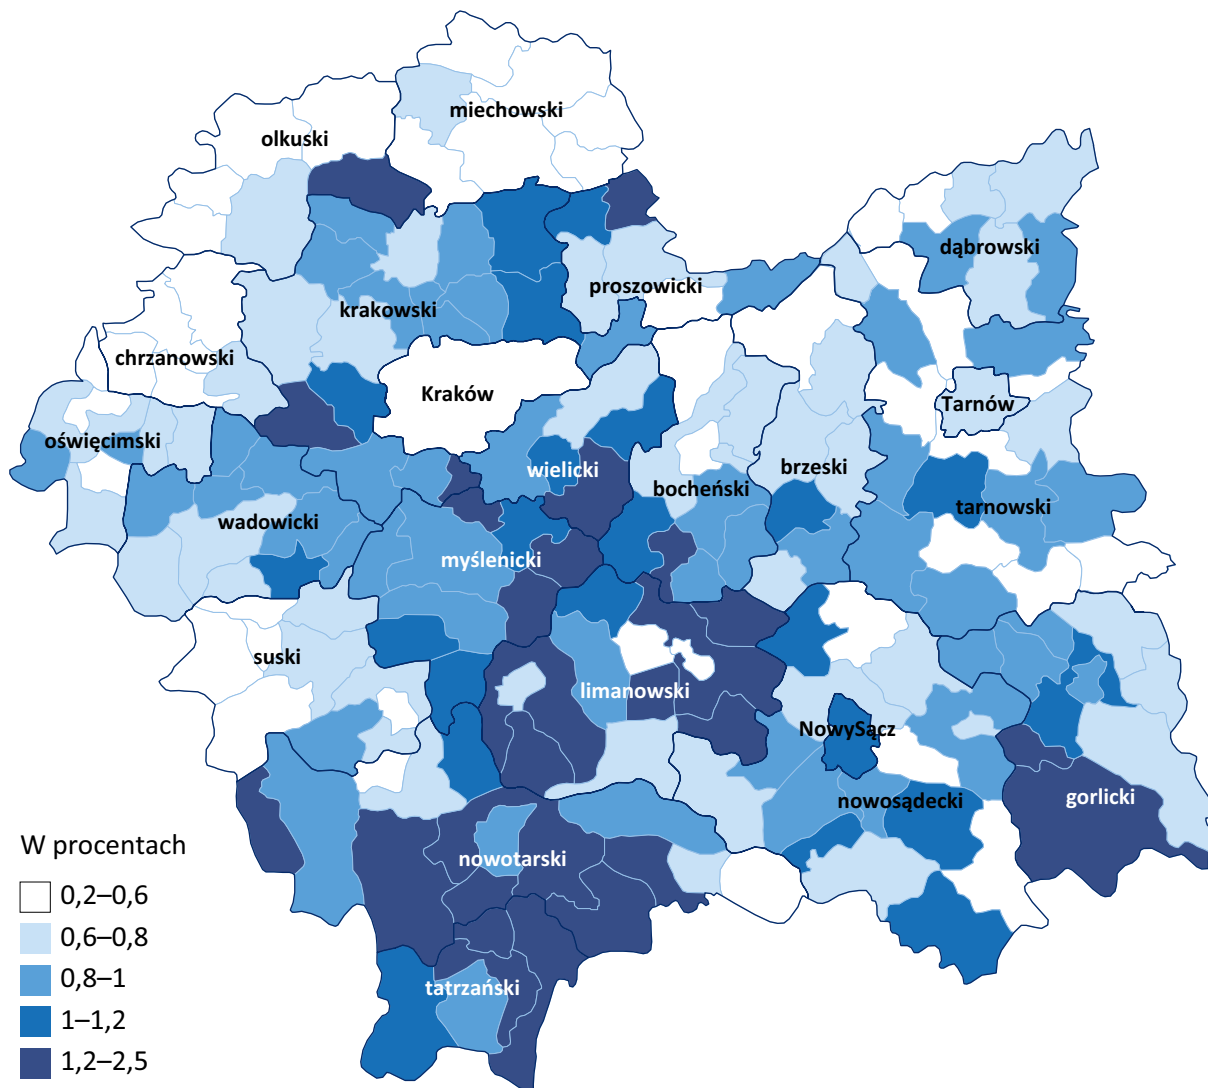 miechowski
olkuski
dąbrowski
proszowicki
krakowski
chrzanowski
Kraków
Tarnów
oświęcimski
wielicki
brzeski
bocheński
tarnowski
wadowicki
myślenicki
suski
limanowski
NowySącz
nowosądecki
gorlicki
nowotarski
tatrzański
W procentach
0,2–0,6
0,6–0,8
0,8–1
1–1,2
1,2–2,5